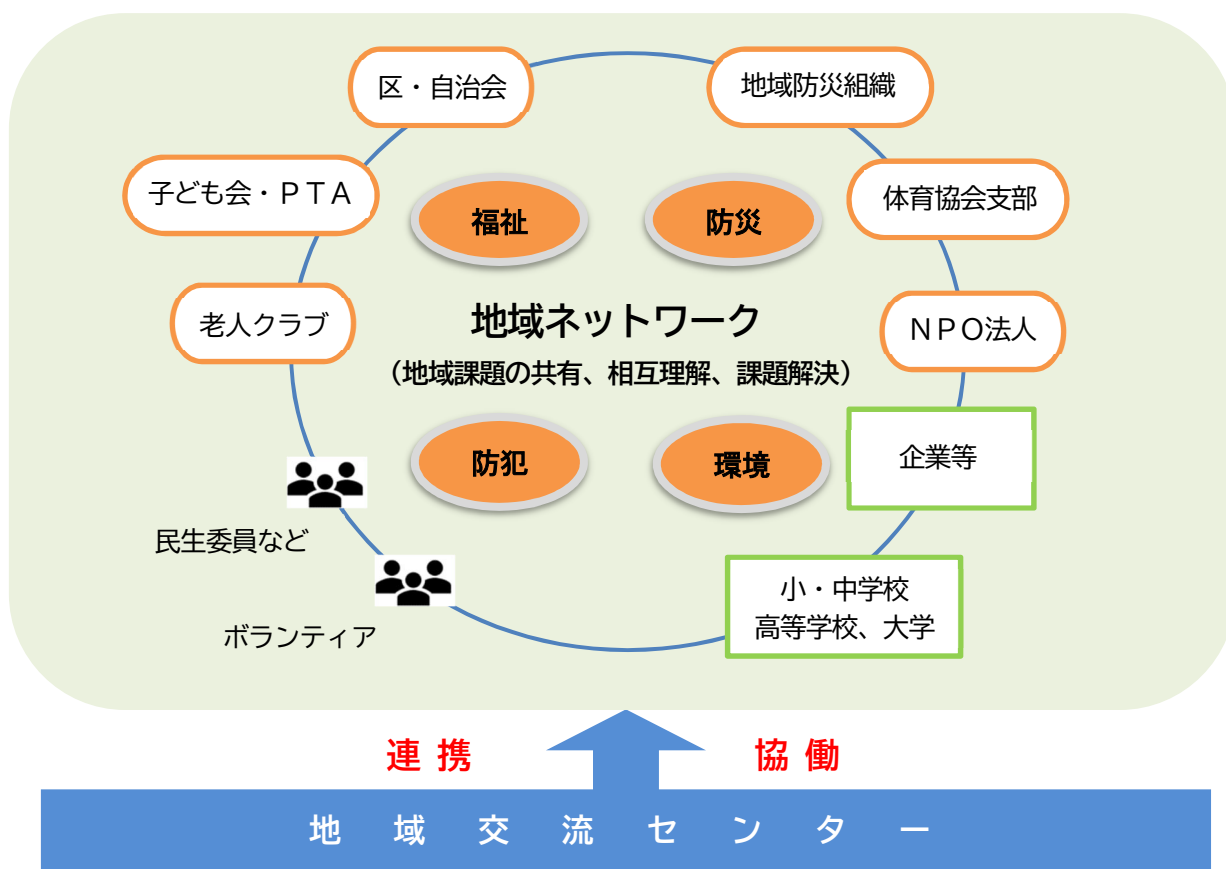 区・自治会
地域防災組織
子ども会・ＰＴＡ
体育協会支部
福祉
防災
老人クラブ
地域ネットワーク
ＮＰＯ法人
（地域課題の共有、相互理解、課題解決）
防犯
環境
企業等
民生委員など
ボランティア
小・中学校
高等学校、大学
連 携
協 働
地 域 交 流 セ ン タ ー